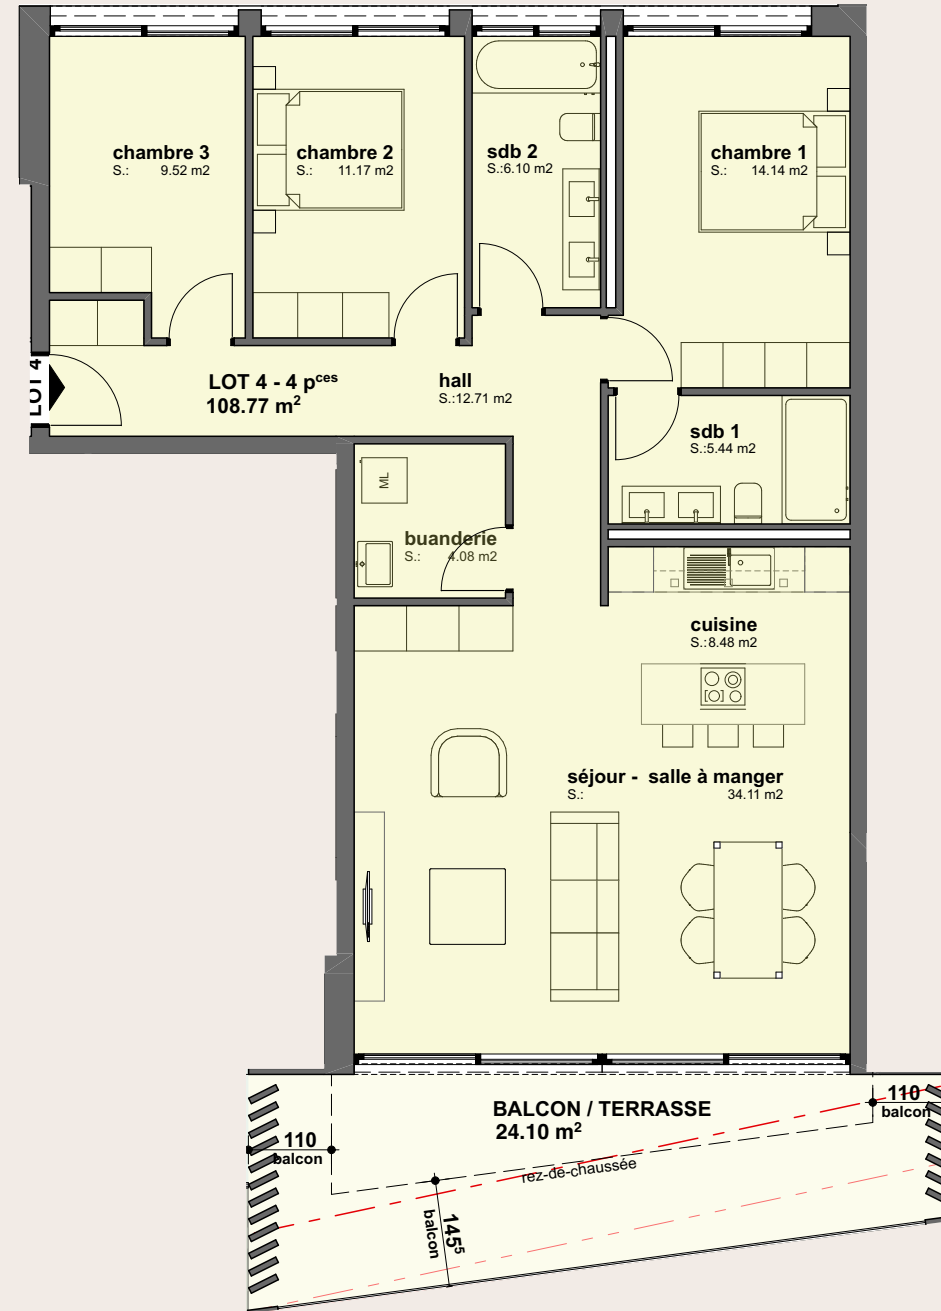 chambre 3
S.: 9.52 m2
chambre 2
S.: 11.17 m2
sdb 2
S.:6.10 m2
chambre 1
S.: 14.14 m2
LOT 4
LOT 4 - 4 pces
108.77 m2
hall
S.:12.71 m2
sdb 1
S.:5.44 m2
ML
buanderie
S.: 4.08 m2
cuisine
S.:8.48 m2
séjour - salle à manger
S.: 34.11 m2
BALCON / TERRASSE
24.10 m2
110
balcon
110
balcon
rez-de-chaussée
145⁵
balcon